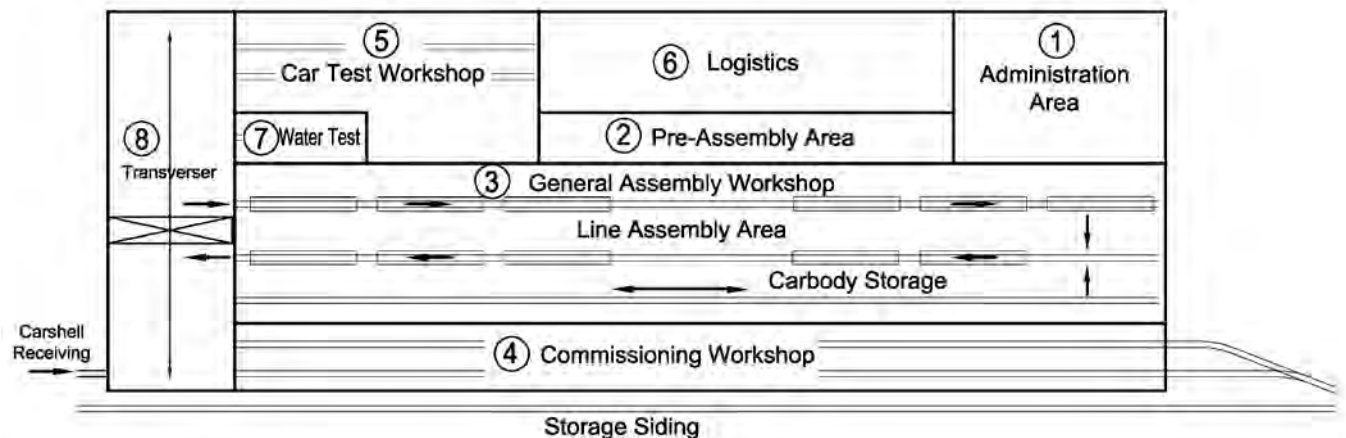 5
Car Test Workshop
6 Logistics
1
Administration
Area
8
Transverser
7 Water Test
2 Pre-Assembly Area
3 General Assembly Workshop
Line Assembly Area
Carbody Storage
Carshell
Receiving
4 Commissioning Workshop
Storage Siding